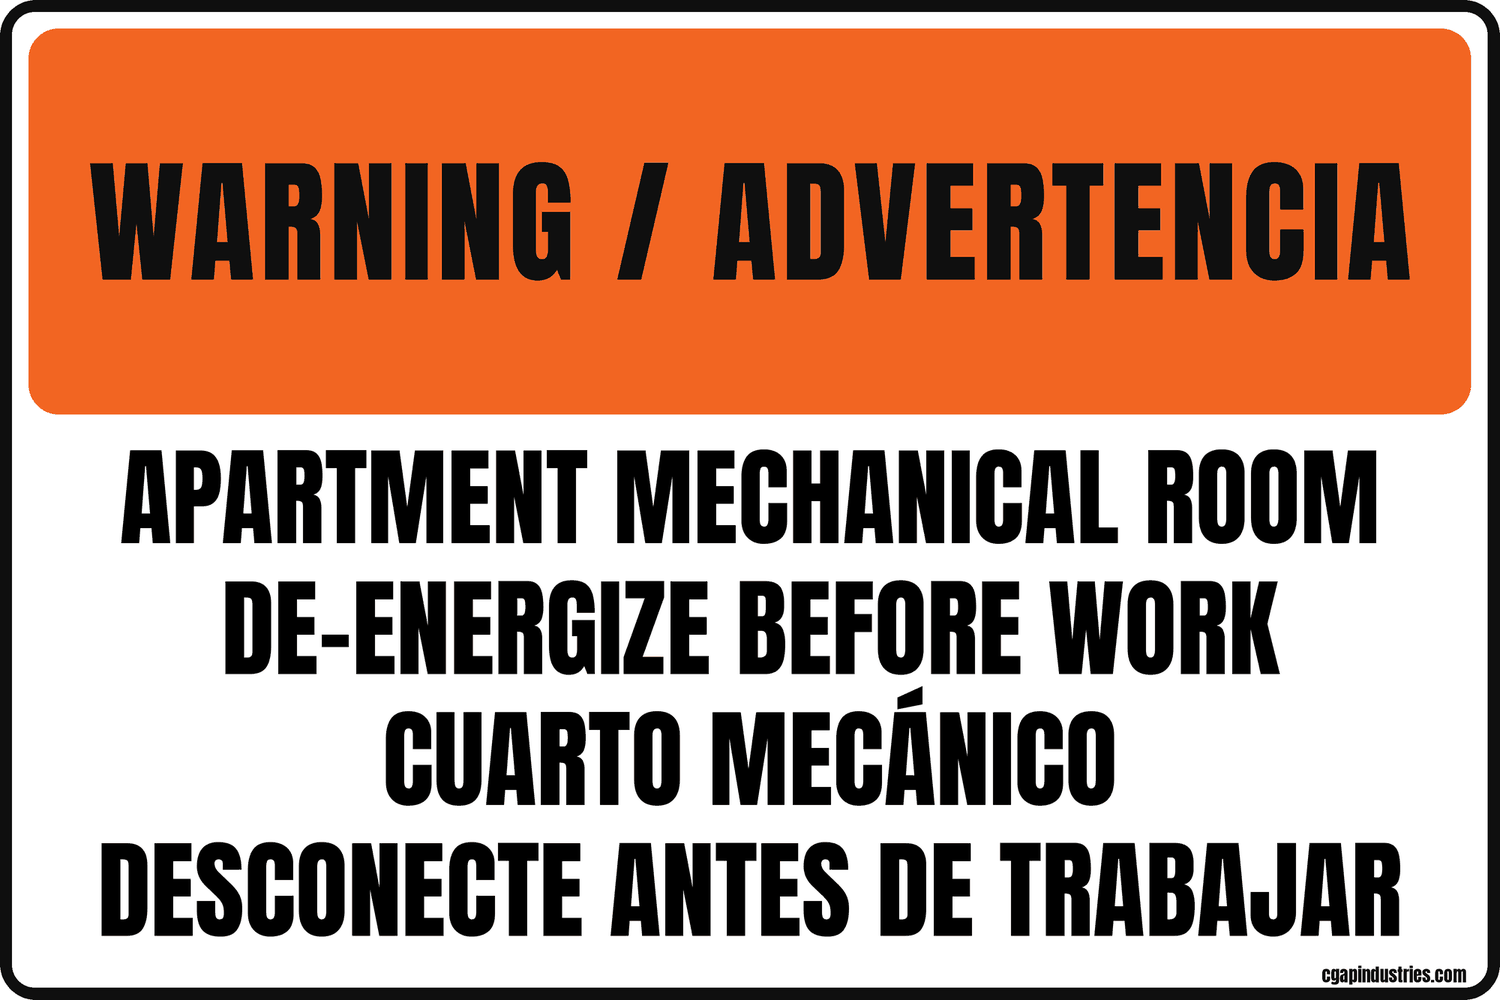 WARNING / ADVERTENCIA
APARTMENT MECHANICAL ROOM
DE-ENERGIZE BEFORE WORK
CUARTO MECÁNICO
DESCONECTE ANTES DE TRABAJAR
cgapindustries.com